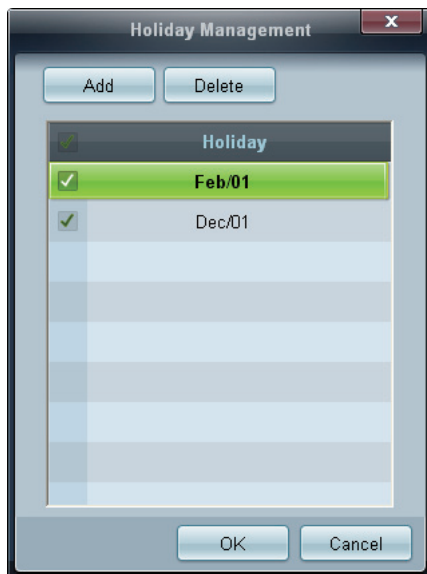 Holiday Management
x
Add Delete
Holiday
Feb/01
Dec/01
OK Cancel